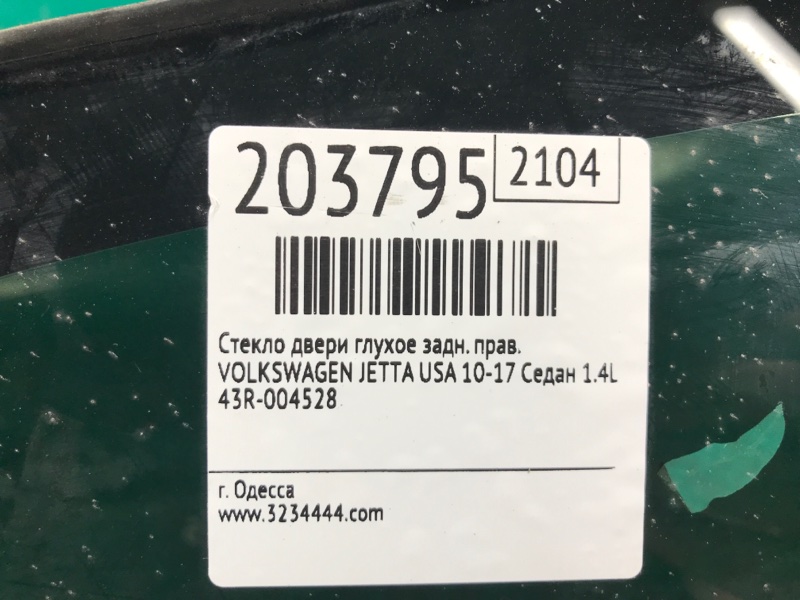 203795
2104
Стекло двери глухое задн. прав.
VOLKSWAGEN JETTA USA 10-17 Седан 1.4L
43R-004528
г. Одесса
www.3234444.com